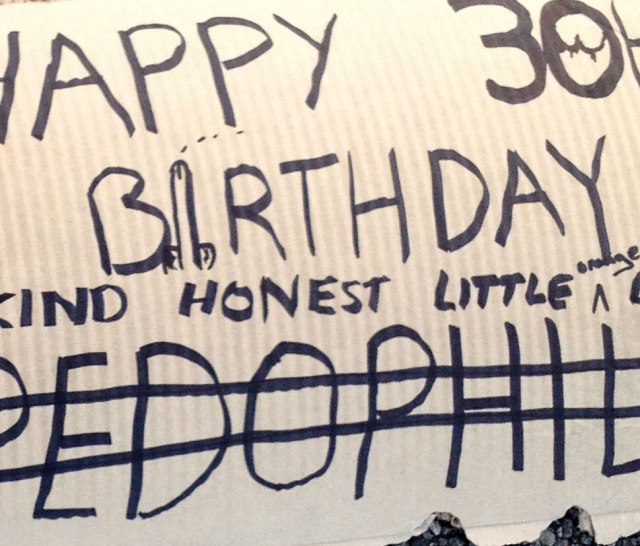 HAPPY 30
BIRTHDAY
KIND HONEST LITTLE orange
PEDOPHIL